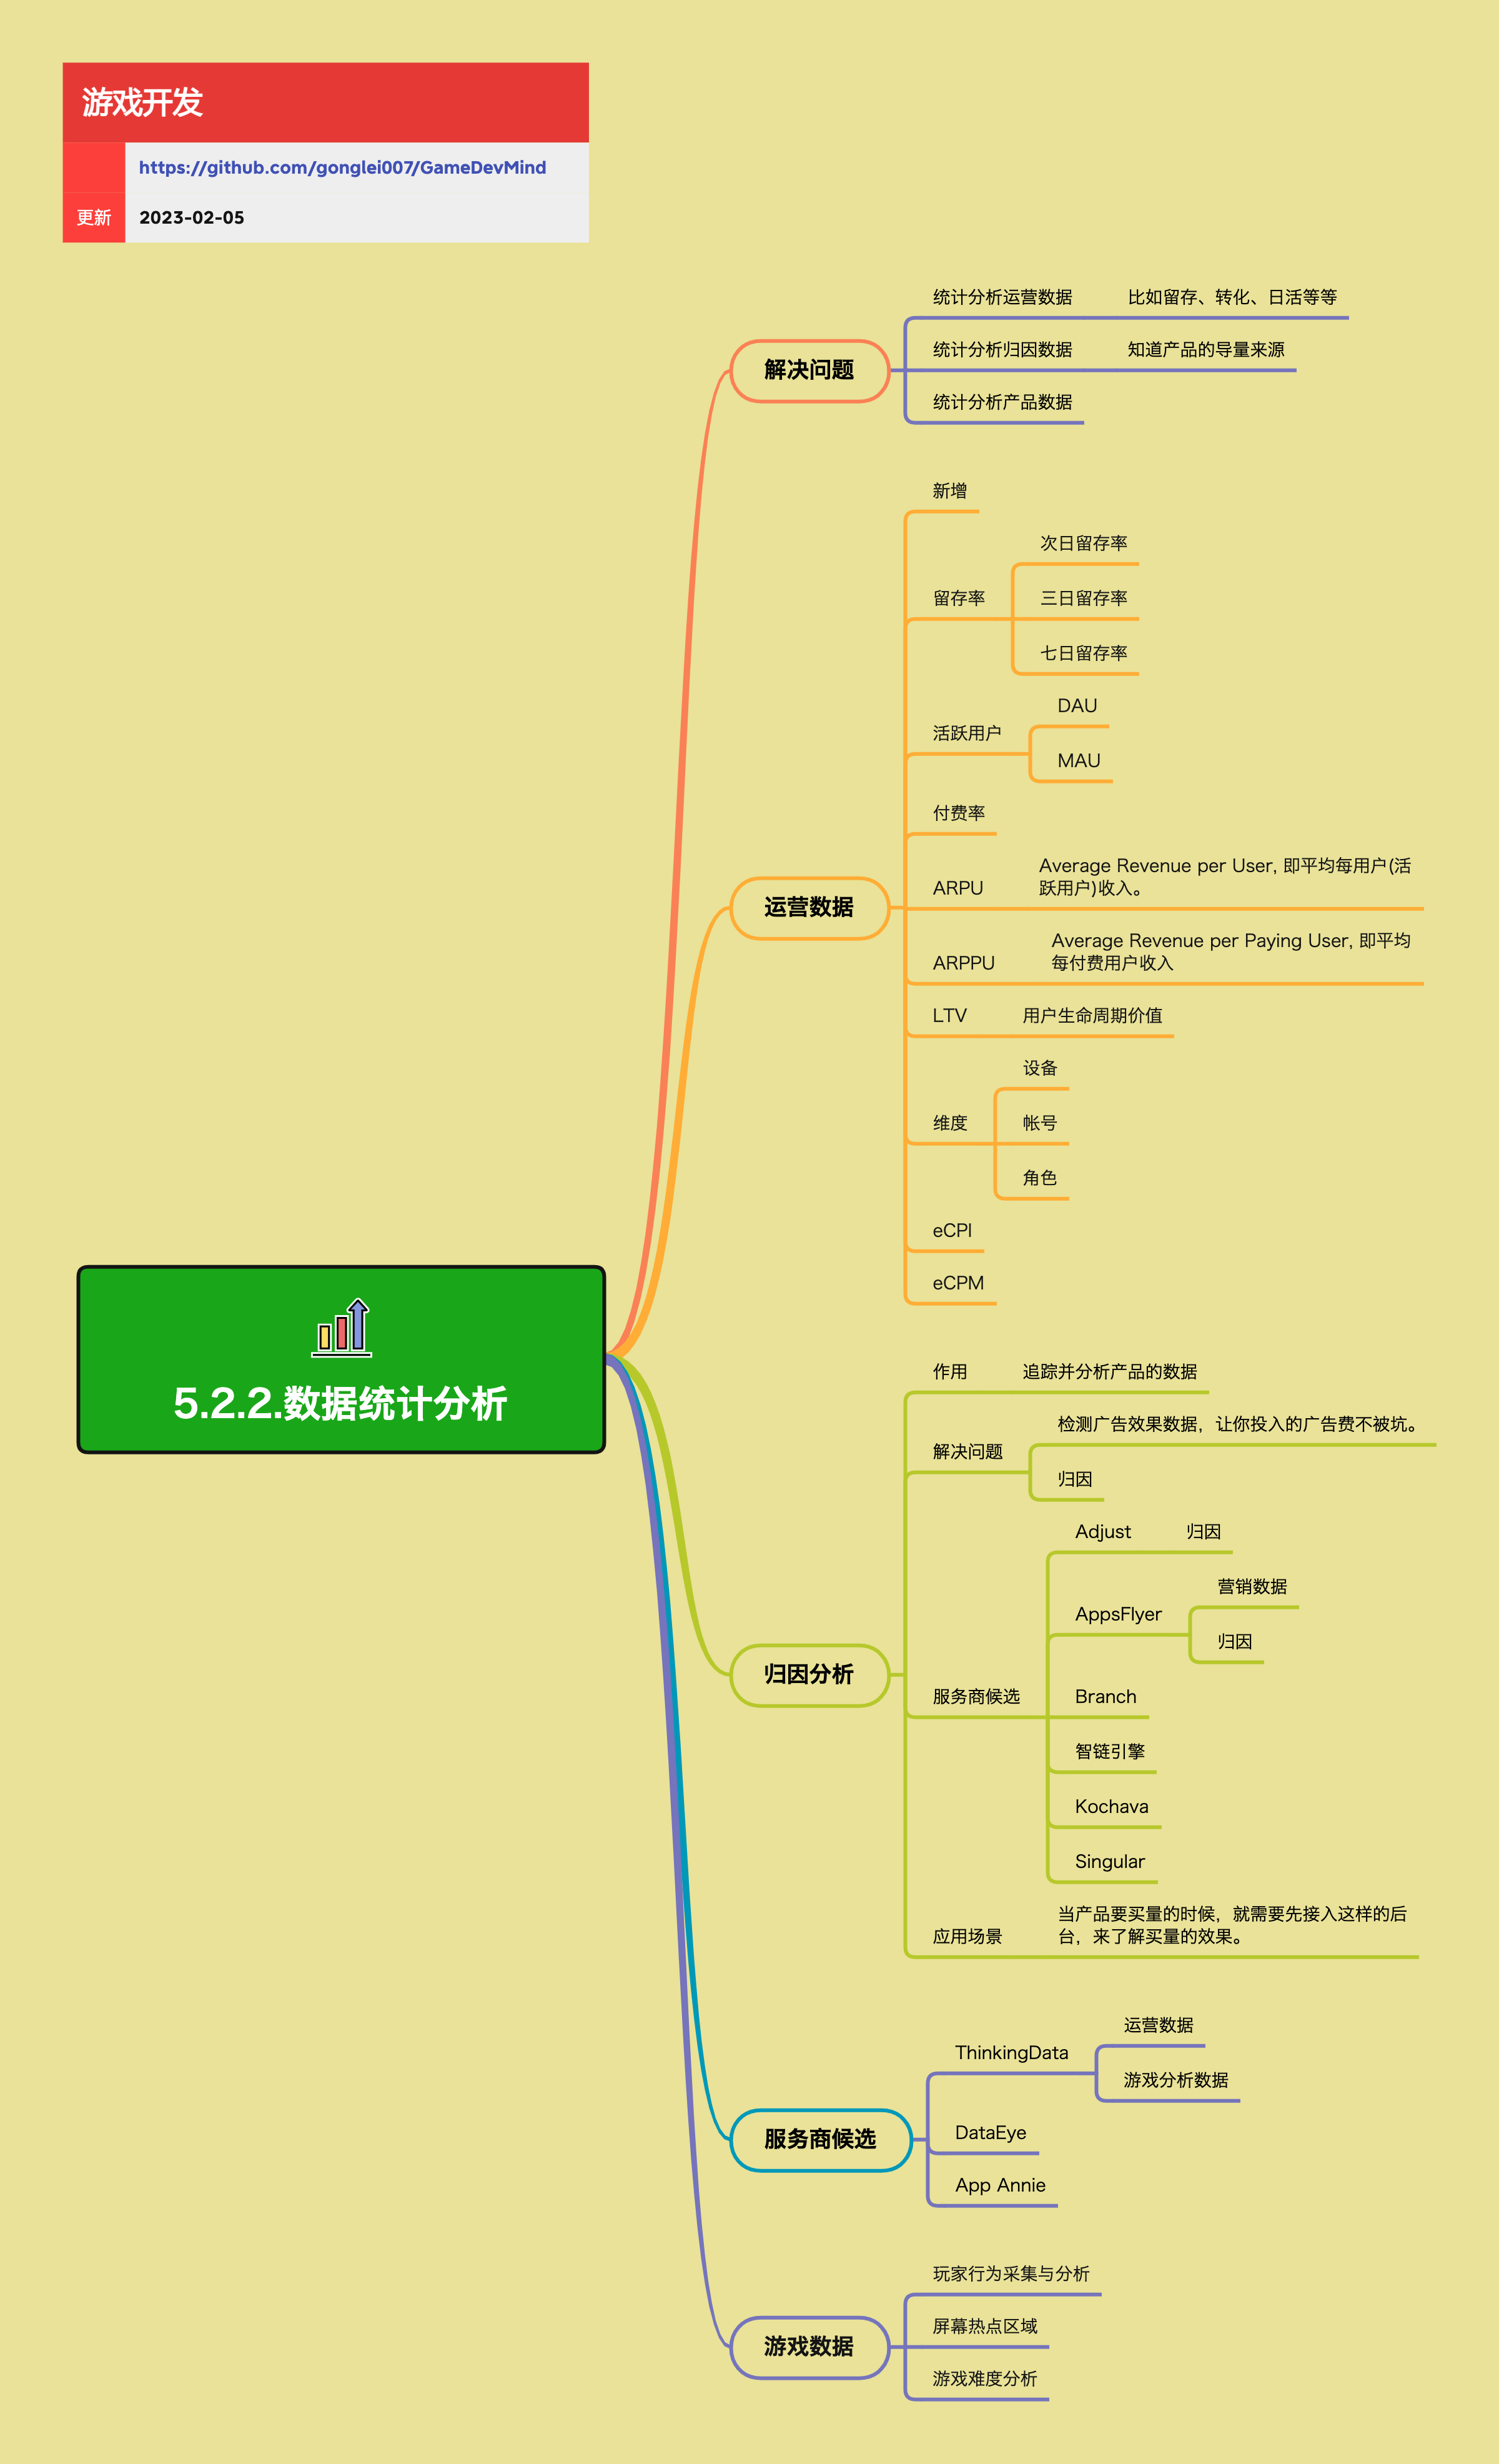 游戏开发
https://github.com/gonglei007/GameDevMind
更新
2023-02-05
5.2.2.数据统计分析
解决问题
统计分析运营数据
比如留存、转化、日活等等
统计分析归因数据
知道产品的导量来源
统计分析产品数据
运营数据
新增
留存率
次日留存率
三日留存率
七日留存率
活跃用户
DAU
MAU
付费率
ARPU
Average Revenue per User, 即平均每用户(活
跃用户)收入。
ARPPU
Average Revenue per Paying User, 即平均
每付费用户收入
LTV
用户生命周期价值
维度
设备
帐号
角色
eCPI
eCPM
归因分析
作用
追踪并分析产品的数据
解决问题
检测广告效果数据，让你投入的广告费不被坑。
归因
服务商候选
Adjust
归因
AppsFlyer
营销数据
归因
Branch
智链引擎
Kochava
Singular
应用场景
当产品要买量的时候，就需要先接入这样的后
台，来了解买量的效果。
服务商候选
ThinkingData
运营数据
游戏分析数据
DataEye
App Annie
游戏数据
玩家行为采集与分析
屏幕热点区域
游戏难度分析